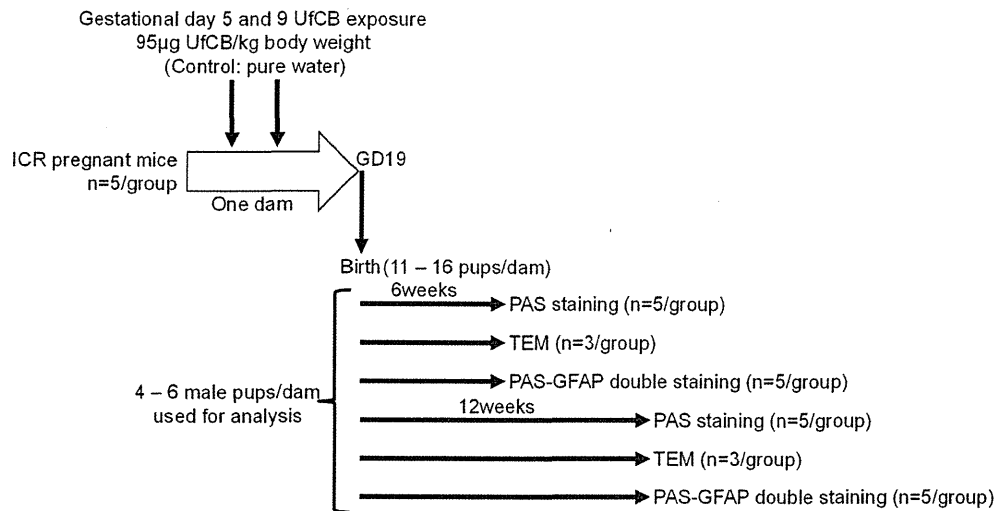 Gestational day 5 and 9 UfCB exposure
95µg UfCB/kg body weight
(Control: pure water)
ICR pregnant mice
n=5/group
GD19
One dam
Birth (11 – 16 pups/dam)
6weeks
PAS staining (n=5/group)
TEM (n=3/group)
PAS-GFAP double staining (n=5/group)
4 – 6 male pups/dam
used for analysis
12weeks
PAS staining (n=5/group)
TEM (n=3/group)
PAS-GFAP double staining (n=5/group)